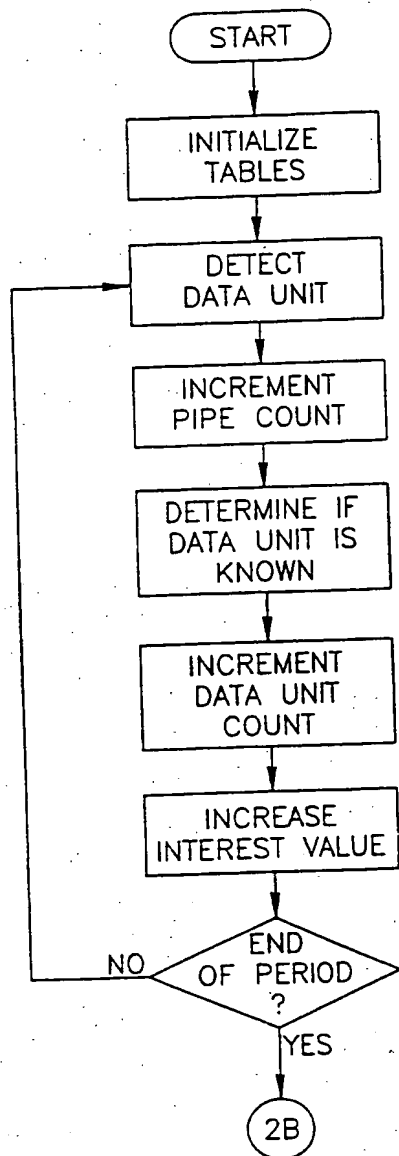 START
INITIALIZE
TABLES
DETECT
DATA UNIT
INCREMENT
PIPE COUNT
DETERMINE IF
DATA UNIT IS
KNOWN
INCREMENT
DATA UNIT
COUNT
INCREASE
INTEREST VALUE
END
OF PERIOD
?
NO
YES
2B